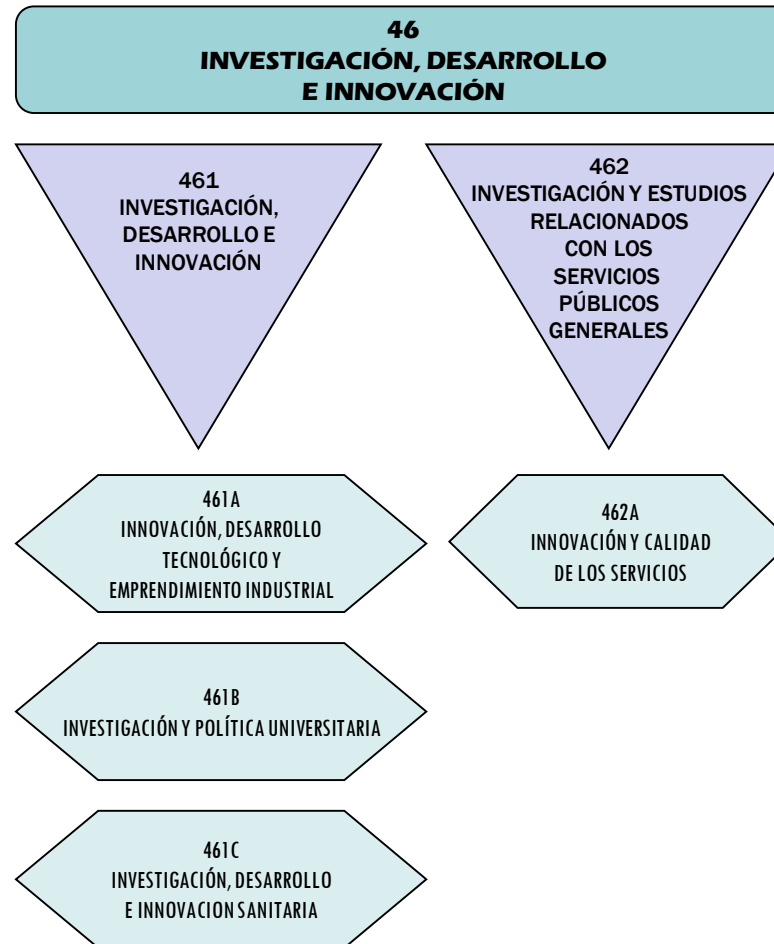 46
INVESTIGACIÓN, DESARROLLO
E INNOVACIÓN
461
INVESTIGACIÓN,
DESARROLLO E
INNOVACIÓN
462
INVESTIGACIÓN Y ESTUDIOS
RELACIONADOS
CON LOS
SERVICIOS
PÚBLICOS
GENERALES
461A
INNOVACIÓN, DESARROLLO
TECNOLÓGICO Y
EMPRENDIMIENTO INDUSTRIAL
462A
INNOVACIÓN Y CALIDAD
DE LOS SERVICIOS
461B
INVESTIGACIÓN Y POLÍTICA UNIVERSITARIA
461C
INVESTIGACIÓN, DESARROLLO
E INNOVACION SANITARIA